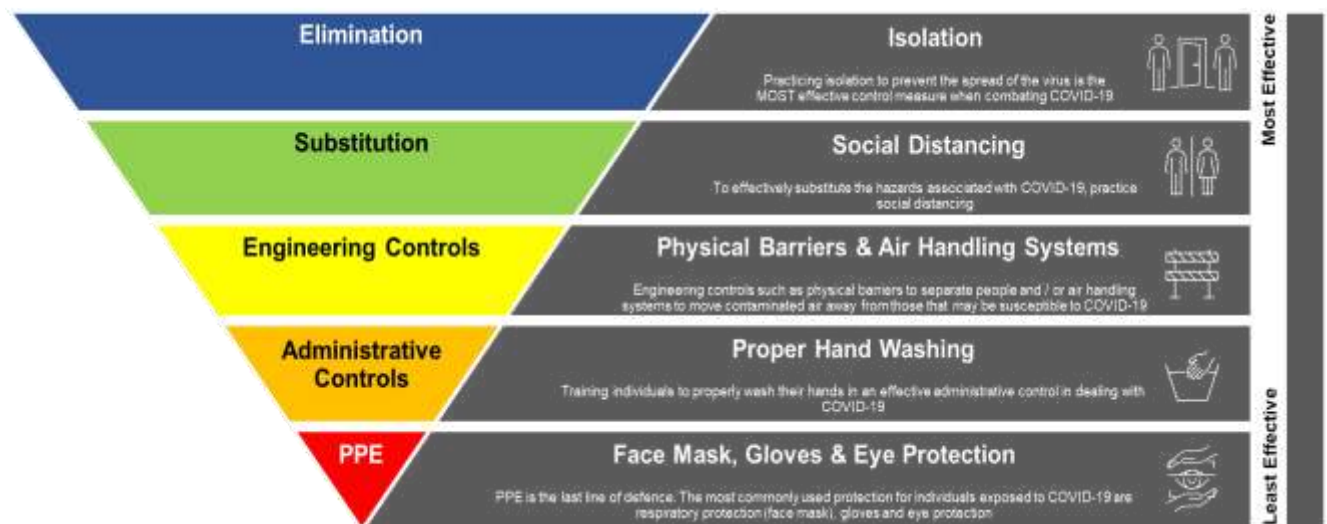 Elimination
Isolation
Practicing isolation to prevent the spread of the virus is the
MOST effective control measure when combating COVID-19
Substitution
Social Distancing
To effectively substitute the hazards associated with COVID-19, practice
social distancing
Engineering Controls
Physical Barriers & Air Handling Systems
Engineering controls such as physical barriers to separate people and / or air handling
systems to move contaminated air away from those that may be susceptible to COVID-19
Administrative
Controls
Proper Hand Washing
Training individuals to properly wash their hands in an effective administrative control in dealing with
COVID-19
PPE
Face Mask, Gloves & Eye Protection
PPE is the last line of defence. The most commonly used protection for individuals exposed to COVID-19 are
respiratory protection (face mask), gloves and eye protection
Most Effective
Least Effective